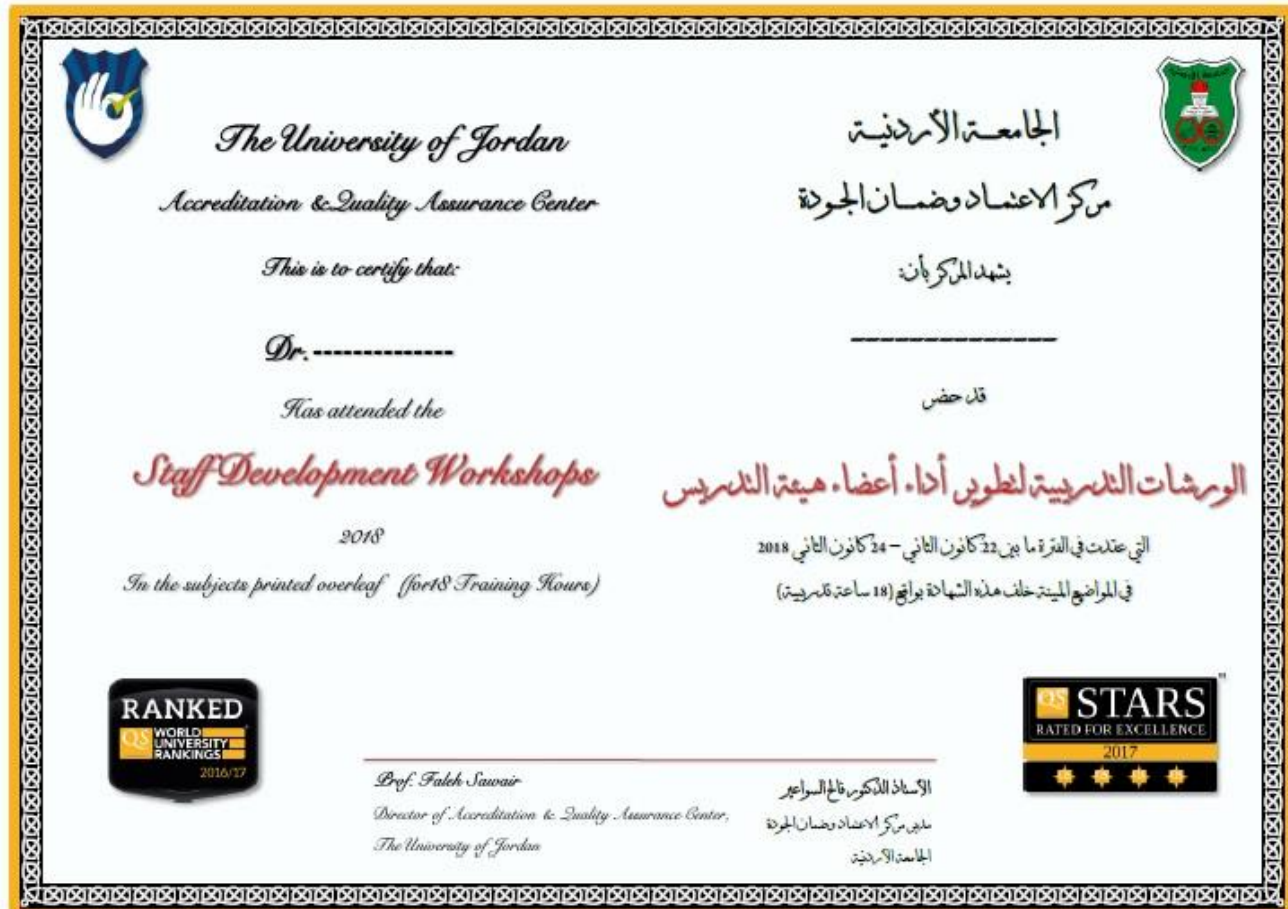 The University of Jordan
Accreditation & Quality Assurance Center
This is to certify that:
Dr. --------------
Has attended the
Staff Development Workshops
2018
In the subjects printed overleaf (for18 Training Hours)
الجامعة الأردنية
مركز الاعتماد وضمان الجودة
يشهد المركز بأن:
--------------
قد حضر
الورشات التدريبية لتطوير أداء أعضاء هيئة التدريس
التي عقدت في الفترة ما بين 22 كانون الثاني – 24 كانون الثاني 2018
في المواضيع المبينة خلف هذه الشهادة بواقع (18 ساعة تدريبية)
RANKED
QS WORLD
UNIVERSITY
RANKINGS
2016/17
QS STARS
RATED FOR EXCELLENCE
2017
Prof. Faleh Sawair
Director of Accreditation & Quality Assurance Center,
The University of Jordan
الأستاذ الدكتور فالح السواعير
مدير مركز الاعتماد وضمان الجودة
الجامعة الأردنية